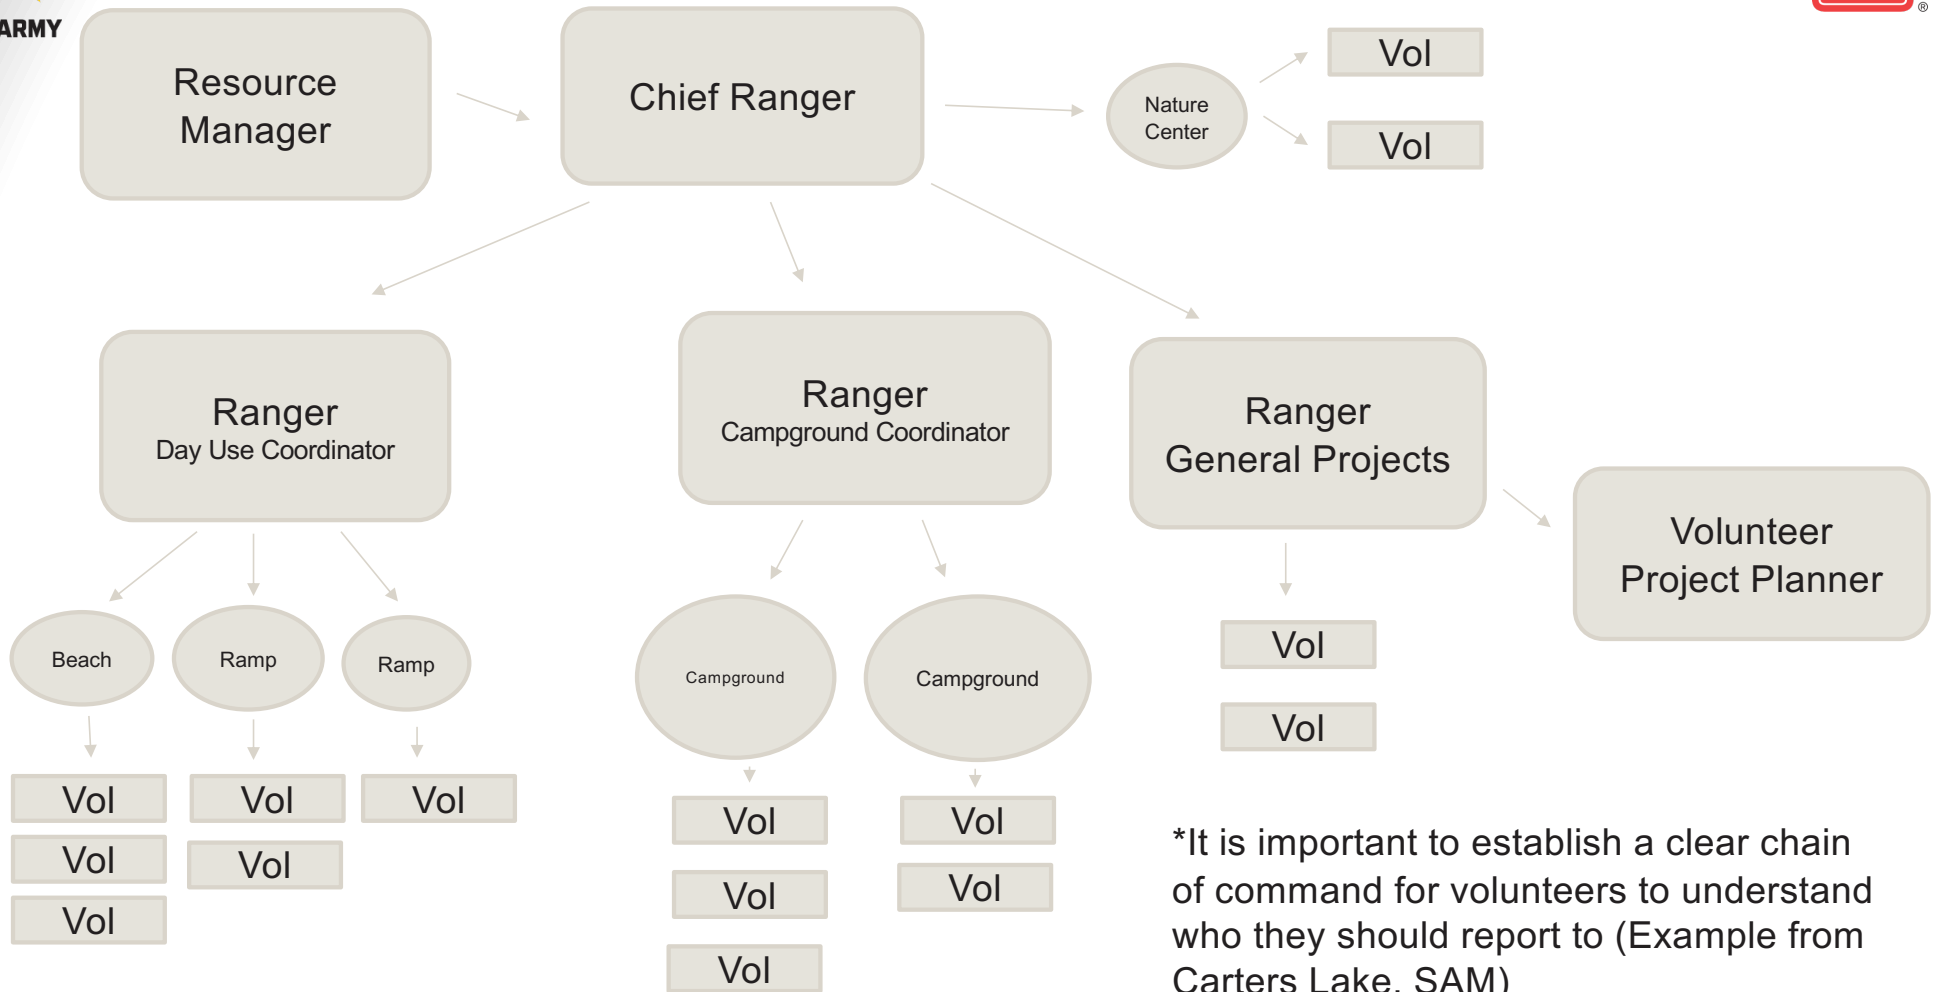 ARMY
®
Resource
Manager
Chief Ranger
Nature
Center
Vol
Vol
Ranger
Day Use Coordinator
Ranger
Campground Coordinator
Ranger
General Projects
Volunteer
Project Planner
Beach
Ramp
Ramp
Campground
Campground
Vol
Vol
Vol
Vol
Vol
Vol
Vol
Vol
Vol
Vol
Vol
Vol
Vol
*It is important to establish a clear chain
of command for volunteers to understand
who they should report to (Example from
Carters Lake, SAM)